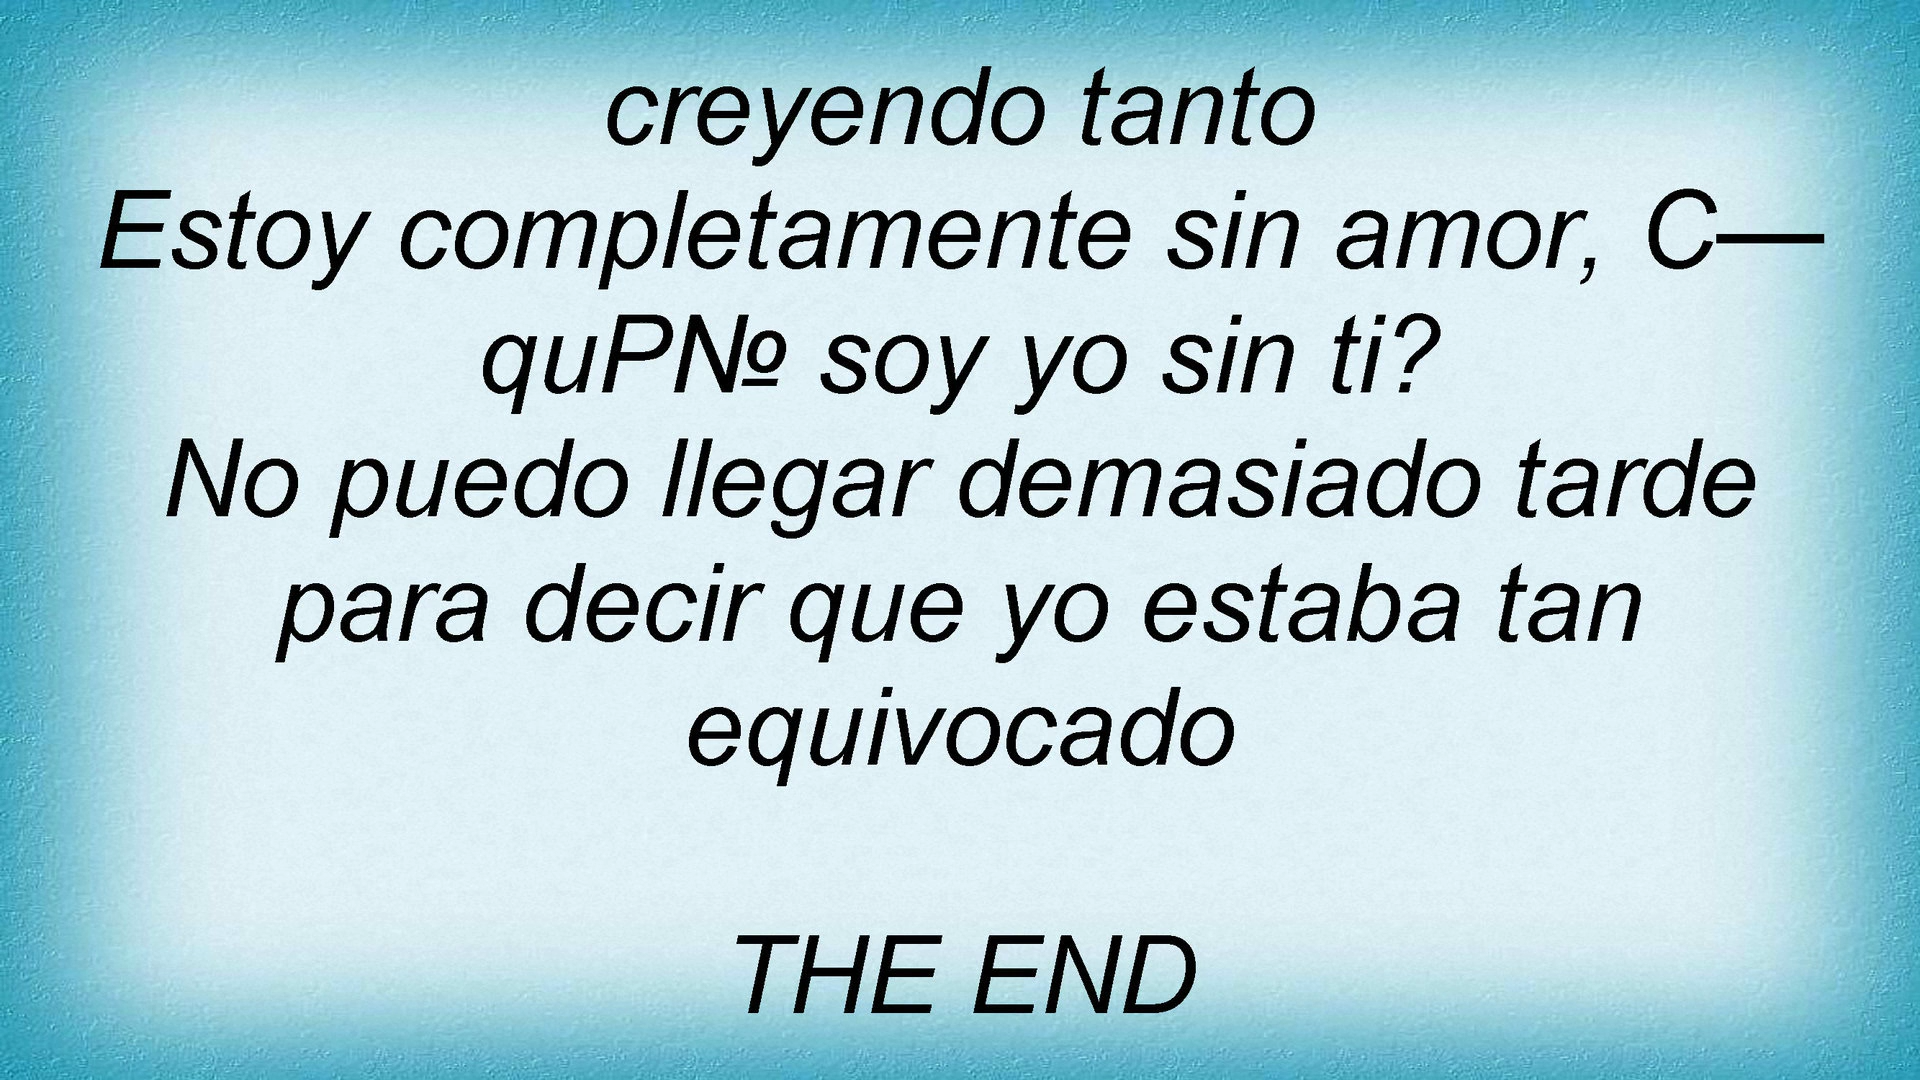 creyendo tanto
Estoy completamente sin amor, C—
quPN№ soy yo sin ti?
No puedo llegar demasiado tarde
para decir que yo estaba tan
equivocado
THE END